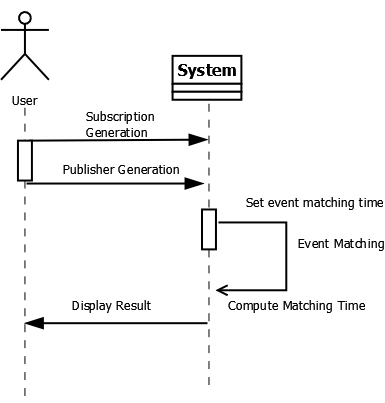 System
User
Subscription
Generation
Publisher Generation
Set event matching time
Event Matching
Display Result
Compute Matching Time